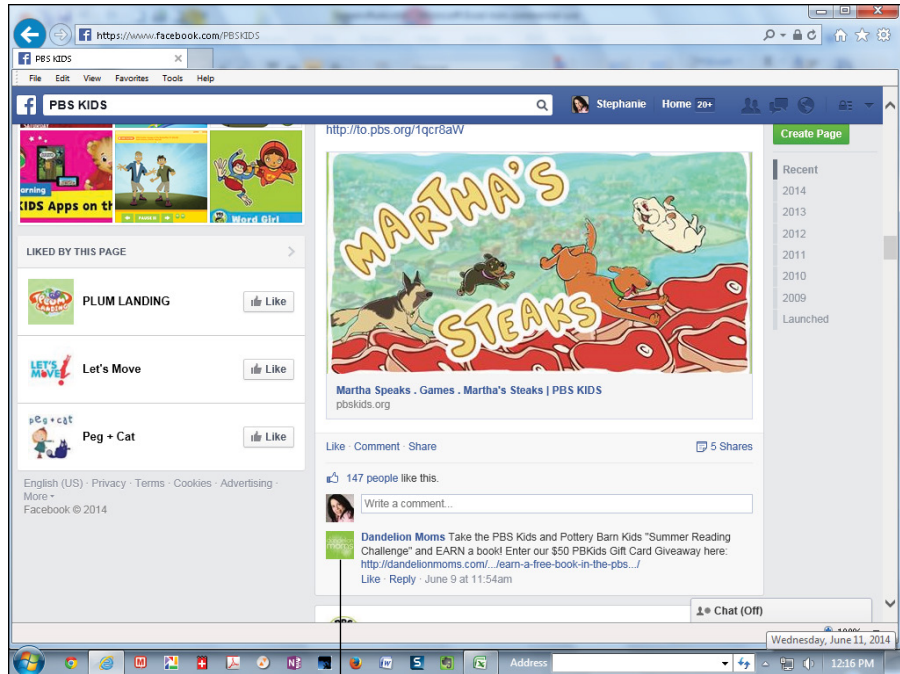 https://www.facebook.com/PBSKIDS
PBS KIDS
File Edit View Favorites Tools Help
PBS KIDS
Stephanie Home 20+
http://to.pbs.org/1qcr8aW
Create Page
Recent
2014
2013
2012
2011
2010
2009
Launched
KIDS Apps on th
Word Girl
LIKED BY THIS PAGE
PLUM LANDING
Like
LET'S MOVE!
Let's Move
Like
peg + cat
Peg + Cat
Like
English (US) · Privacy · Terms · Cookies · Advertising ·
More
Facebook © 2014
MARTHA'S
STEAKS
Martha Speaks . Games . Martha's Steaks | PBS KIDS
pbskids.org
Like · Comment · Share
5 Shares
147 people like this.
Write a comment...
Dandelion Moms Take the PBS Kids and Pottery Barn Kids "Summer Reading
Challenge" and EARN a book! Enter our $50 PBKids Gift Card Giveaway here:
http://dandelionmoms.com/.../earn-a-free-book-in-the-pbs.../
Like · Reply · June 9 at 11:54am
Chat (Off)
Wednesday, June 11, 2014
Address
12:16 PM